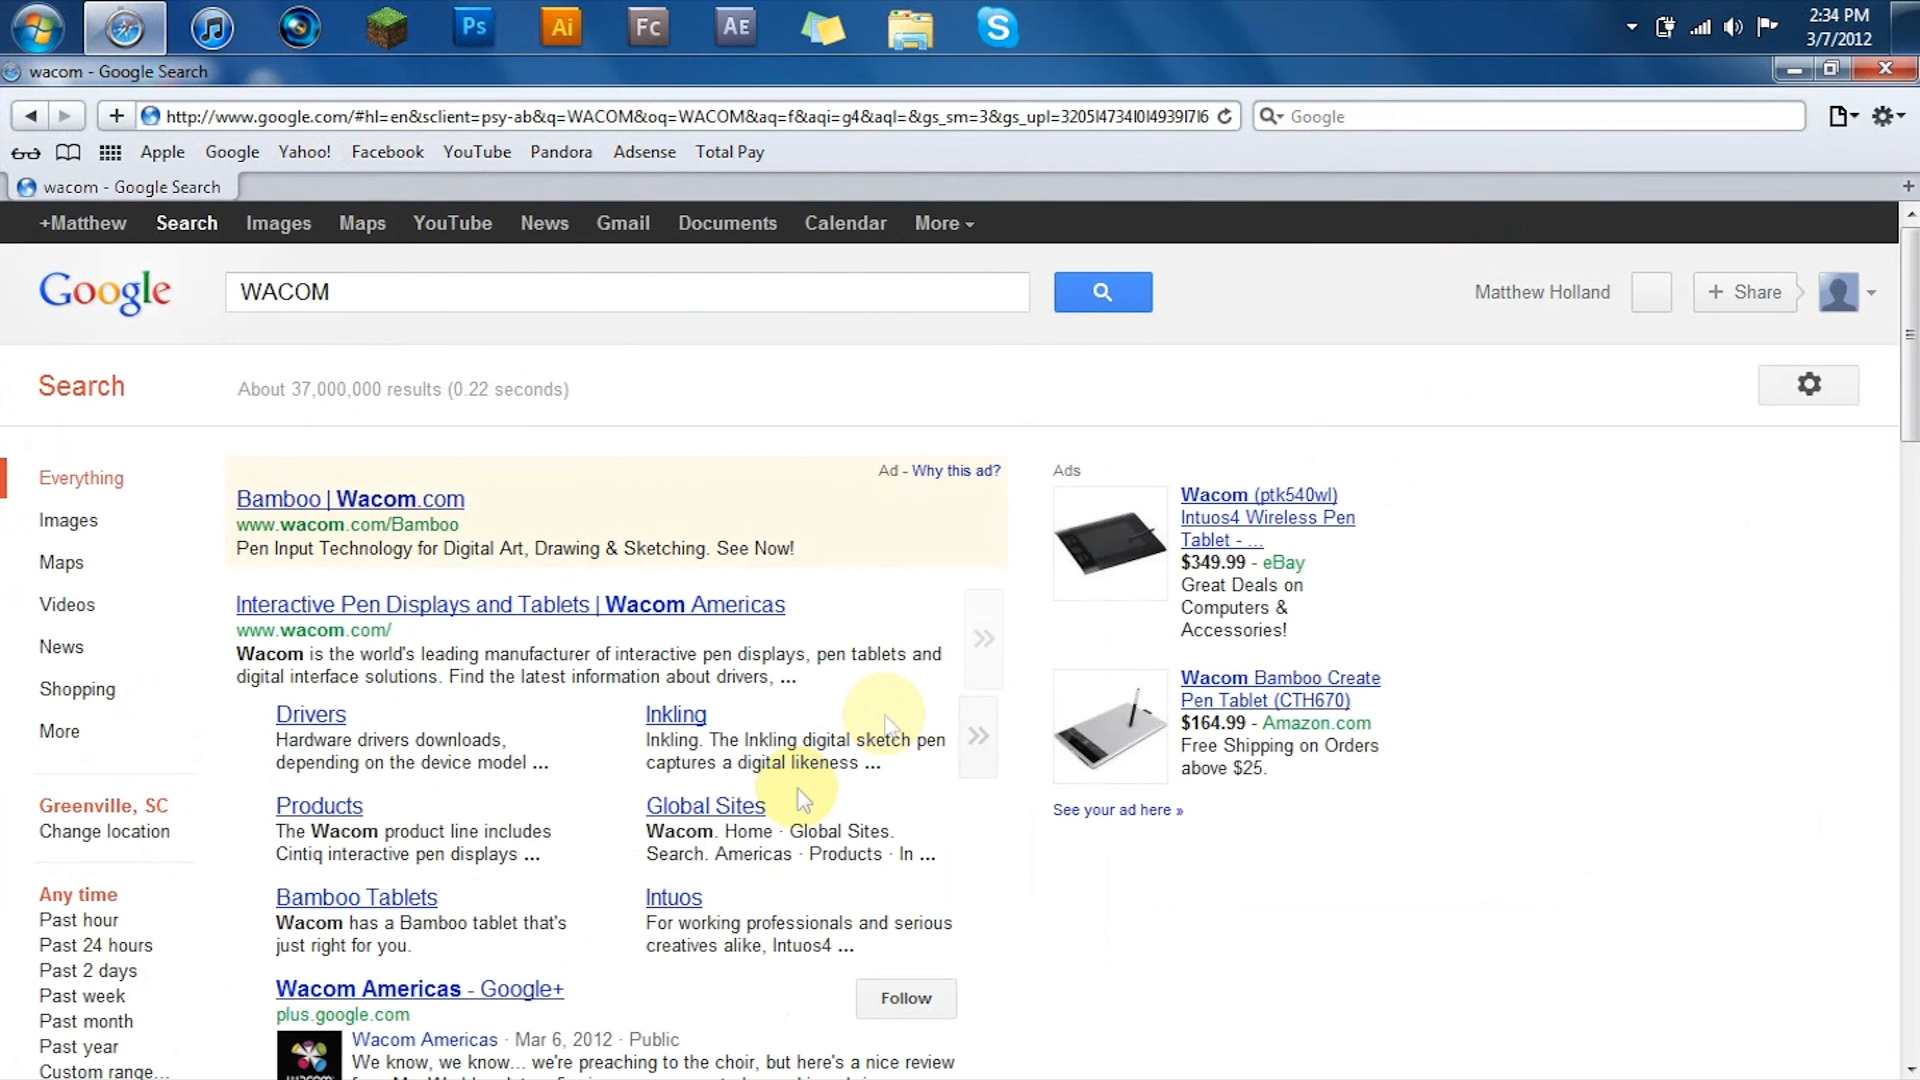 Ps
Ai
Fc
AE
2:34 PM
3/7/2012
wacom - Google Search
http://www.google.com/#hl=en&sclient=psy-ab&q=WACOM&oq=WACOM&aq=f&aqi=g4&aql=&gs_sm=3&gs_upl=3205l4734l0l4939l7l6
Google
Apple Google Yahoo! Facebook YouTube Pandora Adsense Total Pay
wacom - Google Search
+Matthew Search Images Maps YouTube News Gmail Documents Calendar More
Google
WACOM
Matthew Holland
+ Share
Search
About 37,000,000 results (0.22 seconds)
Everything
Images
Maps
Videos
News
Shopping
More
Greenville, SC
Change location
Any time
Past hour
Past 24 hours
Past 2 days
Past week
Past month
Past year
Custom range...
Ad - Why this ad?
Bamboo | Wacom.com
www.wacom.com/Bamboo
Pen Input Technology for Digital Art, Drawing & Sketching. See Now!
Interactive Pen Displays and Tablets | Wacom Americas
www.wacom.com/
Wacom is the world's leading manufacturer of interactive pen displays, pen tablets and
digital interface solutions. Find the latest information about drivers, ...
Drivers
Hardware drivers downloads,
depending on the device model ...
Inkling
Inkling. The Inkling digital sketch pen
captures a digital likeness ...
Products
The Wacom product line includes
Cintiq interactive pen displays ...
Global Sites
Wacom. Home · Global Sites.
Search. Americas · Products · In ...
Bamboo Tablets
Wacom has a Bamboo tablet that's
just right for you.
Intuos
For working professionals and serious
creatives alike, Intuos4 ...
Wacom Americas - Google+
plus.google.com
Follow
Wacom Americas · Mar 6, 2012 · Public
We know, we know... we're preaching to the choir, but here's a nice review
Ads
Wacom (ptk540wl)
Intuos4 Wireless Pen
Tablet - ...
$349.99 - eBay
Great Deals on
Computers &
Accessories!
Wacom Bamboo Create
Pen Tablet (CTH670)
$164.99 - Amazon.com
Free Shipping on Orders
above $25.
See your ad here »